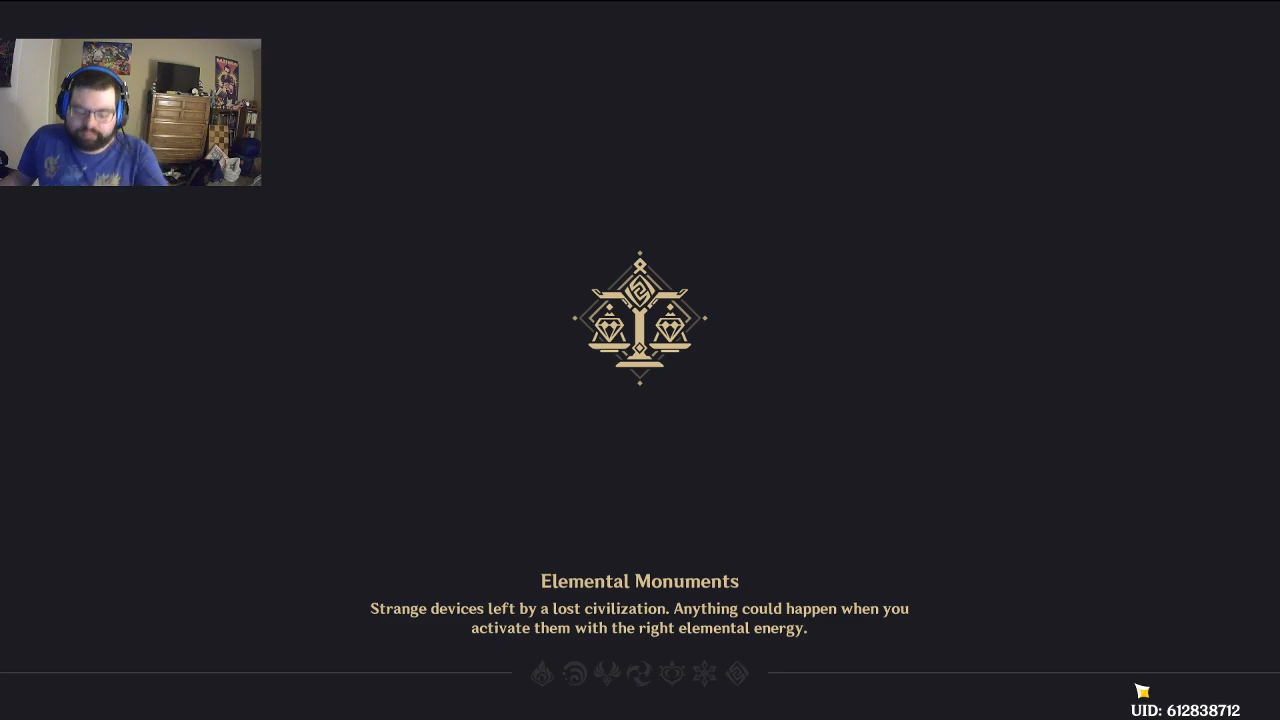 Elemental Monuments
Strange devices left by a lost civilization. Anything could happen when you
activate them with the right elemental energy.
UID: 612838712